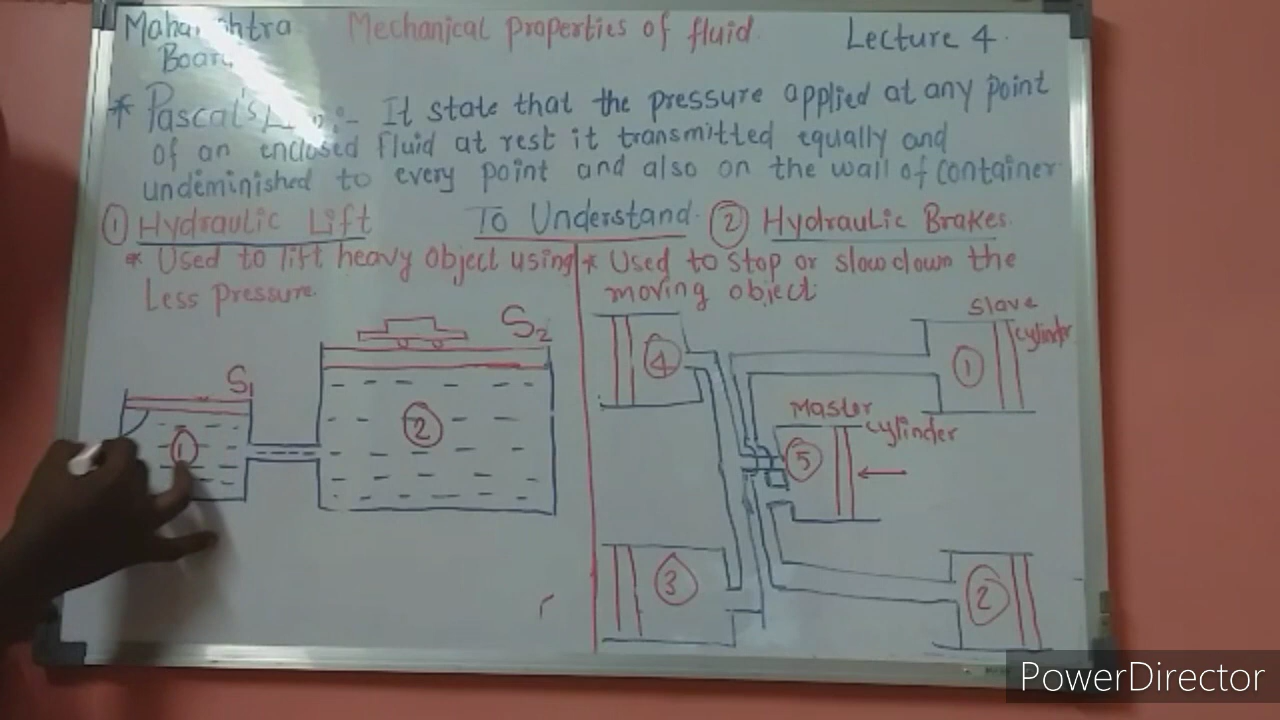 Maharashtra Mechanical properties of fluid. Lecture 4.
Board
* Pascal's :- It state that the pressure applied at any point
of an enclosed fluid at rest it transmitted equally and
undeminished to every point and also on the wall of container
① Hydraulic Lift To Understand. ② Hydraulic Brakes.
* Used to lift heavy object using
Less pressure.
* Used to stop or slow down the
moving object
S1
S2
①
②
Slave
cylinder
④
①
Master
cylinder
⑤
③
②
PowerDirector